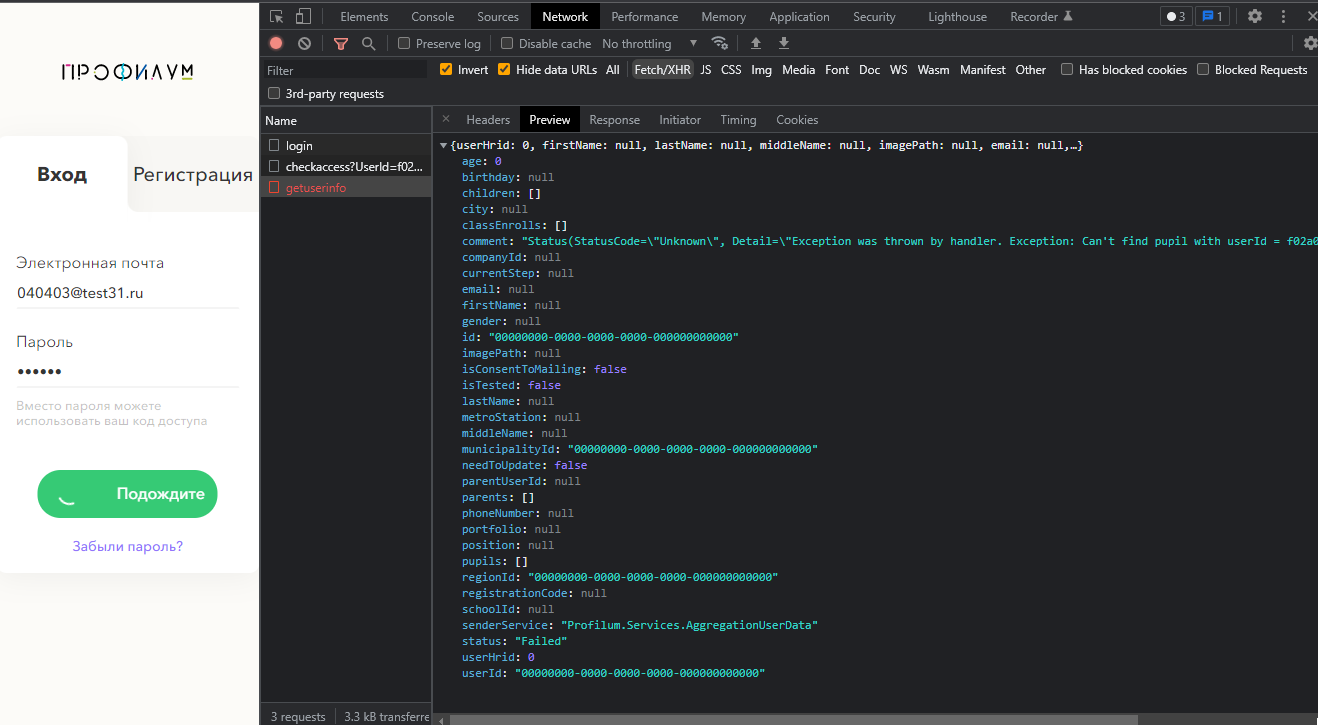 ПРОФИЛУМ
Вход Регистрация
Электронная почта
040403@test31.ru
Пароль
••••••
Вместо пароля можете
использовать ваш код доступа
Подождите
Забыли пароль?
Elements Console Sources Network Performance Memory Application Security Lighthouse Recorder 3 1
Preserve log Disable cache No throttling
Filter Invert Hide data URLs All Fetch/XHR JS CSS Img Media Font Doc WS Wasm Manifest Other Has blocked cookies Blocked Requests
3rd-party requests
Name
login
checkaccess?UserId=f02...
getuserinfo
3 requests 3.3 kB transferre
× Headers Preview Response Initiator Timing Cookies
▼{userHrid: 0, firstName: null, lastName: null, middleName: null, imagePath: null, email: null,…}
age: 0
birthday: null
children: []
city: null
classEnrolls: []
comment: "Status(StatusCode=\"Unknown\", Detail=\"Exception was thrown by handler. Exception: Can't find pupil with userId = f02a0
companyId: null
currentStep: null
email: null
firstName: null
gender: null
id: "00000000-0000-0000-0000-000000000000"
imagePath: null
isConsentToMailing: false
isTested: false
lastName: null
metroStation: null
middleName: null
municipalityId: "00000000-0000-0000-0000-000000000000"
needToUpdate: false
parentUserId: null
parents: []
phoneNumber: null
portfolio: null
position: null
pupils: []
regionId: "00000000-0000-0000-0000-000000000000"
registrationCode: null
schoolId: null
senderService: "Profilum.Services.AggregationUserData"
status: "Failed"
userHrid: 0
userId: "00000000-0000-0000-0000-000000000000"